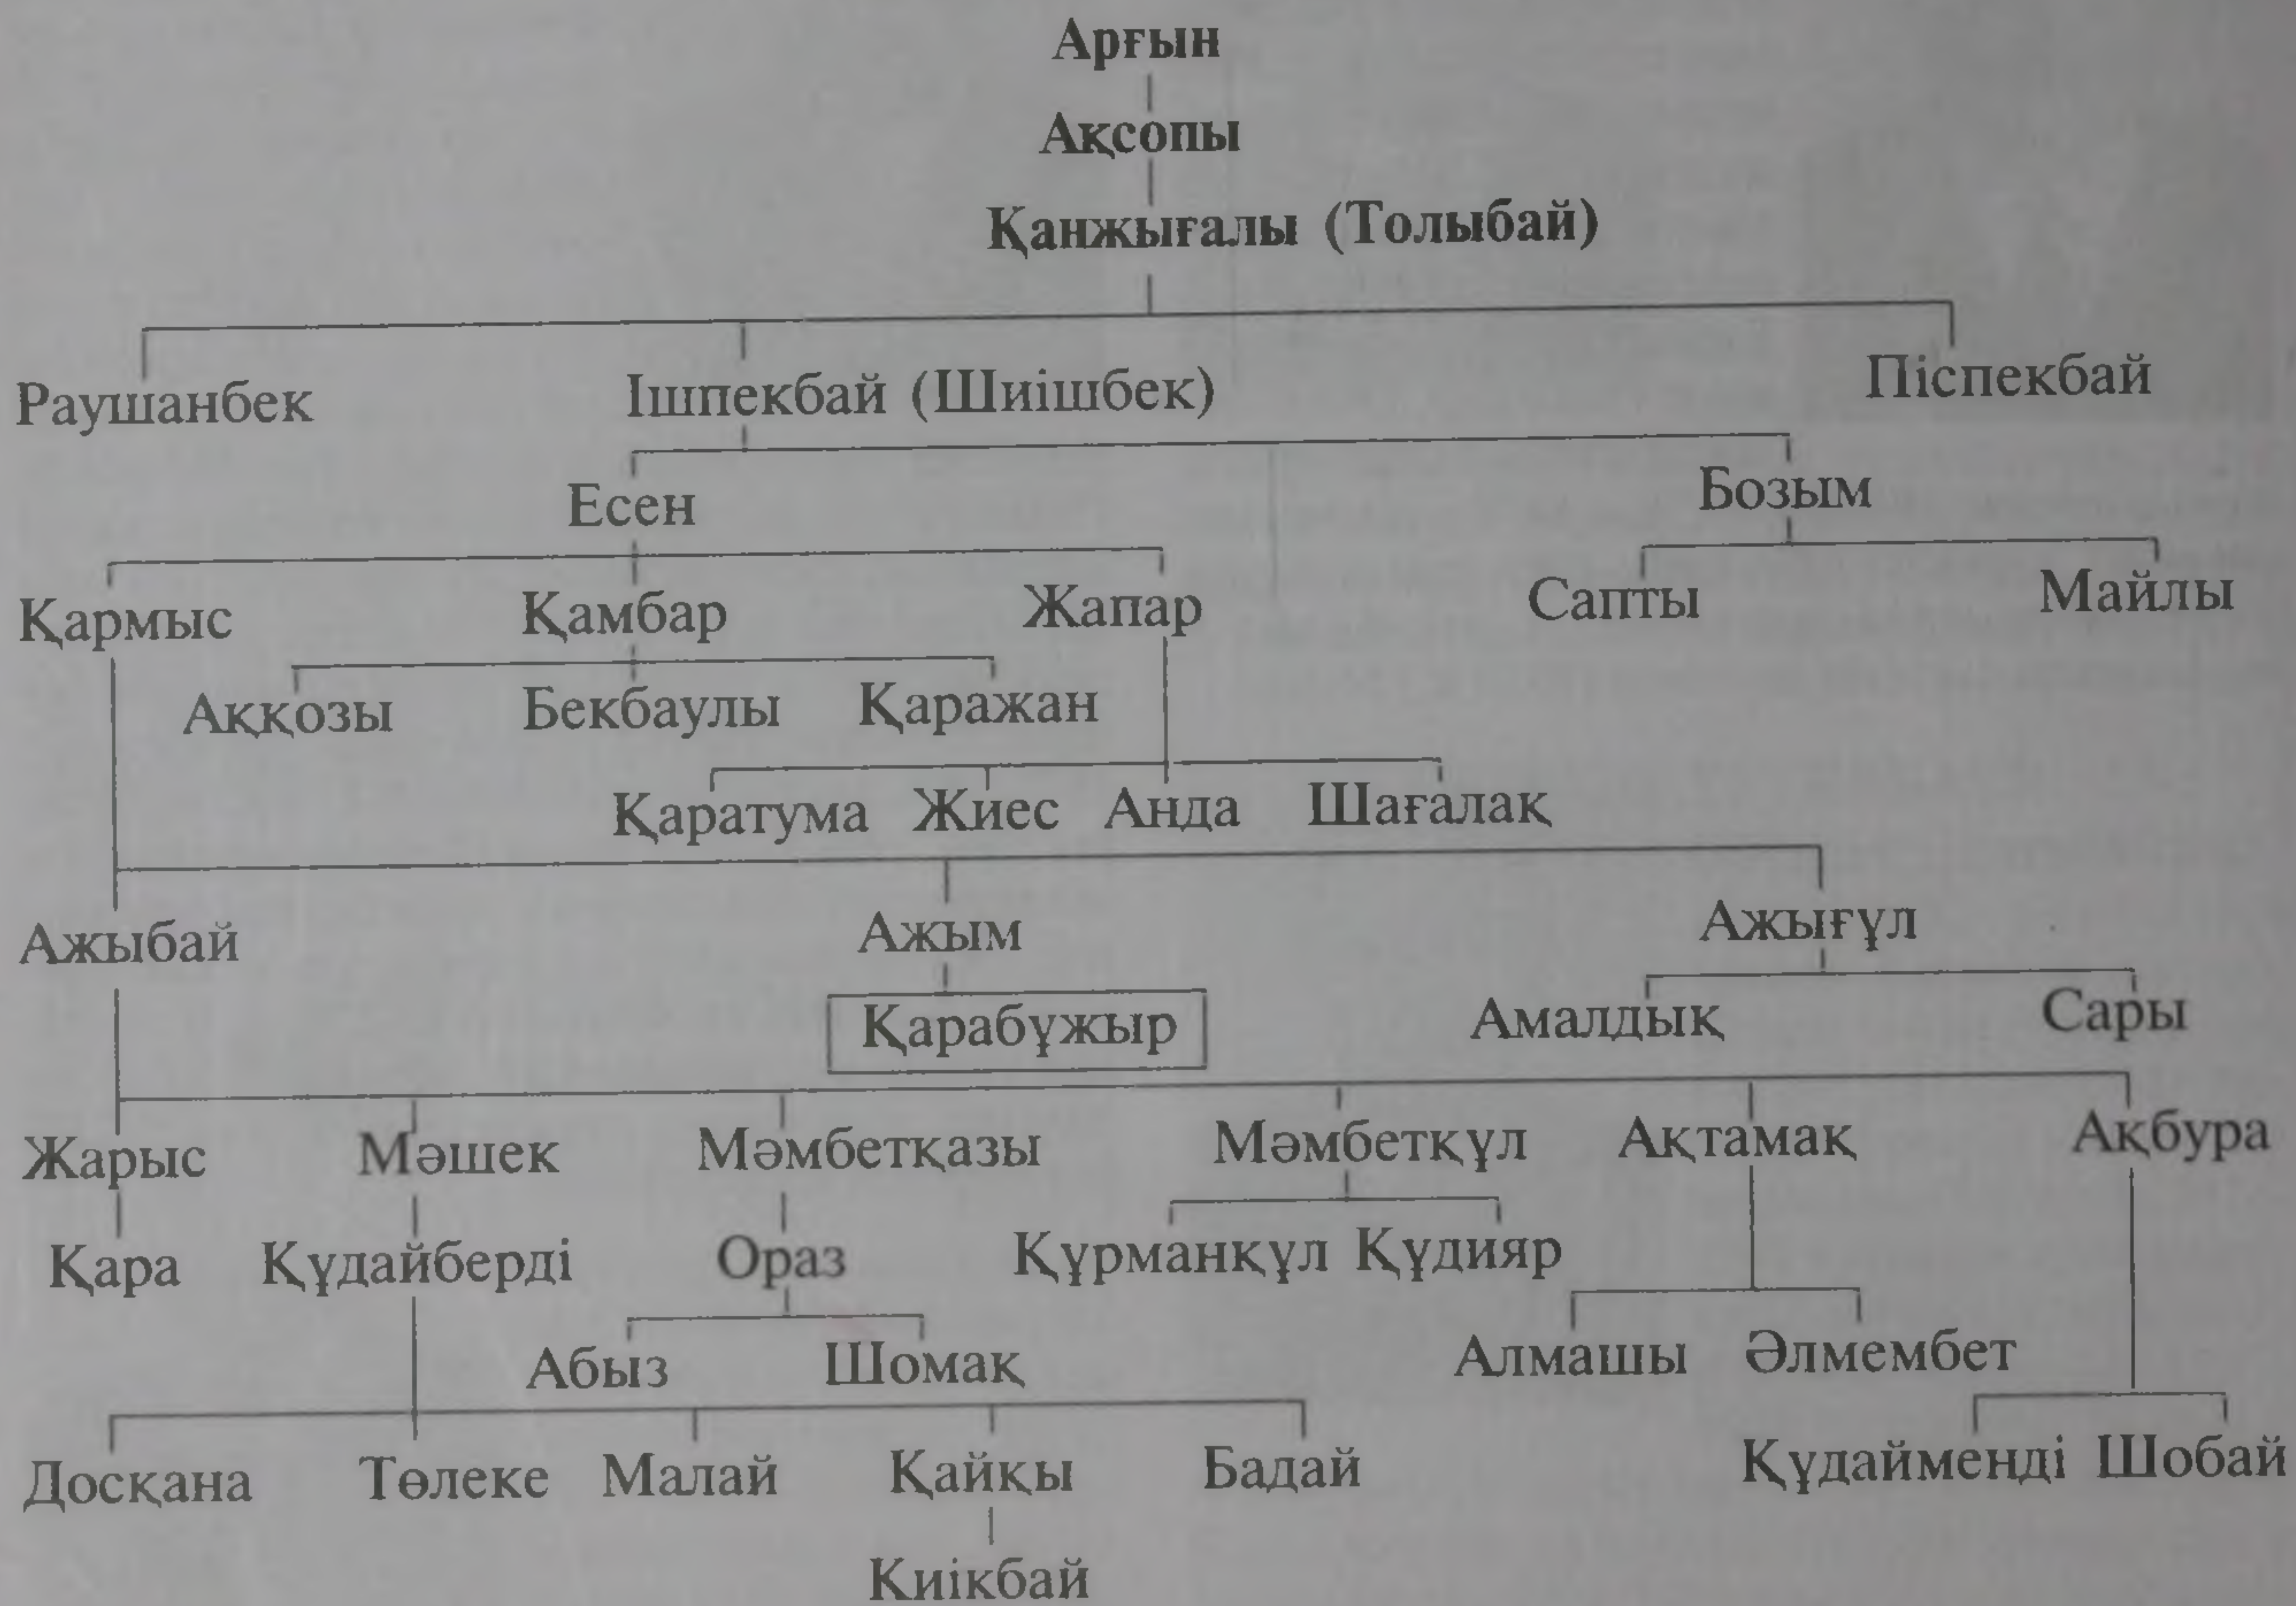 Арғын
Ақсопы
Қанжығалы (Толыбай)
Раушанбек Ішпекбай (Шиішбек) Піспекбай
Есен Бозым
Қармыс Қамбар Жапар Сапты Майлы
Аққозы Бекбаулы Қаражан
Қаратума Жиес Анда Шағалақ
Ажыбай Ажым Ажығұл
Қарабұжыр Амалдық Сары
Жарыс Мәшек Мәмбетқазы Мәмбетқұл Ақтамақ Ақбура
Қара Құдайберді Ораз Құрманқұл Құдияр
Абыз Шомақ Алмашы Әлмембет
Досқана Төлеке Малай Қайқы Бадай Құдайменді Шобай
Киікбай